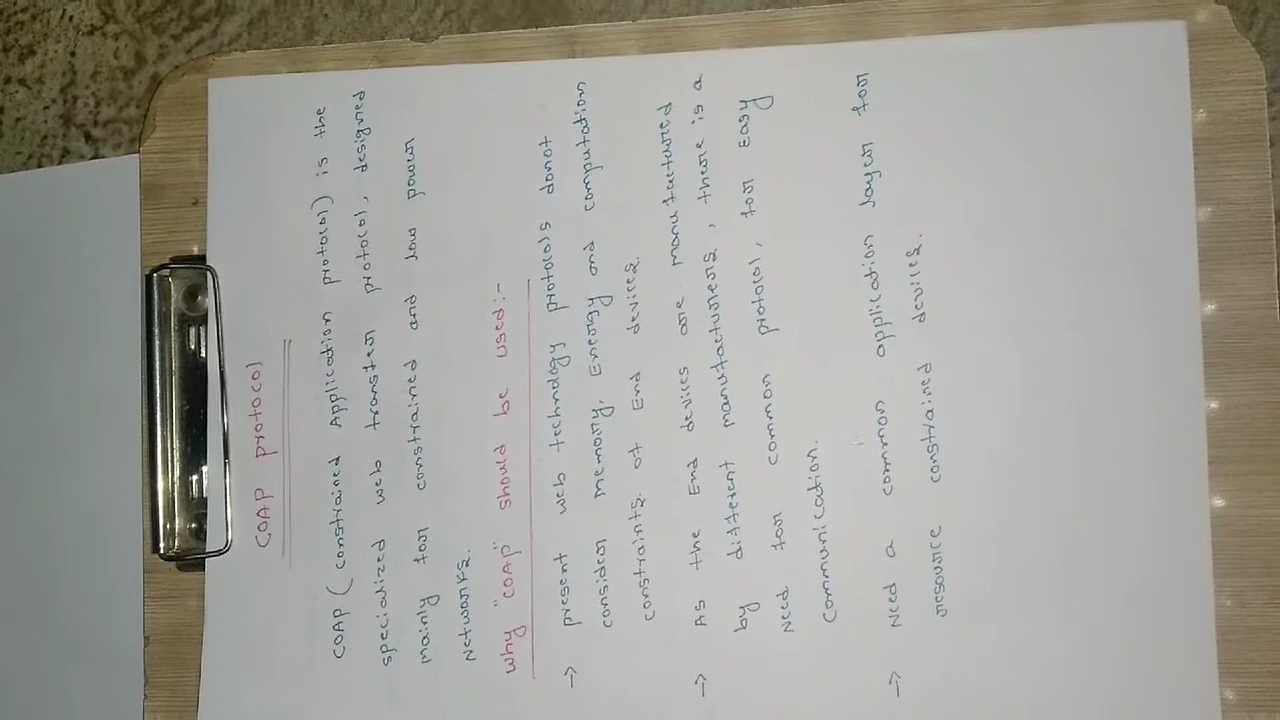 COAP protocol
COAP ( constrained Application protocol) is the
specialized web transfer protocol, designed
mainly for constrained and low power
Networks.
why "COAP" should be used:-
→ present web technology protocols donot
consider memory, Energy and computation
constraints of End devices.
→ As the End devices are manufactured
by different manufacturers, there is a
Need for common protocol, for Easy
Communication.
→ Need a common application layer for
resource constrained devices.